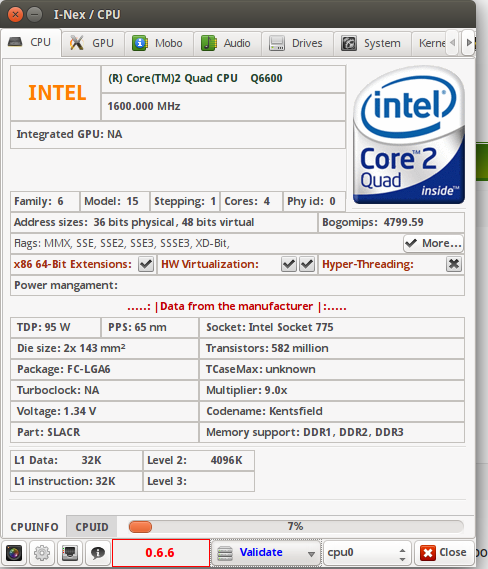 I-Nex / CPU
CPU GPU Mobo Audio Drives System Kerne
INTEL
(R) Core(TM)2 Quad CPU Q6600
1600.000 MHz
Integrated GPU: NA
intel
Core™2
Quad
inside™
Family: 6 Model: 15 Stepping: 1 Cores: 4 Phy id: 0
Address sizes: 36 bits physical, 48 bits virtual Bogomips: 4799.59
Flags: MMX, SSE, SSE2, SSE3, SSSE3, XD-Bit, More...
x86 64-Bit Extensions: HW Virtualization: Hyper-Threading:
Power mangament:
.....: |Data from the manufacturer |:.....
TDP: 95 W PPS: 65 nm Socket: Intel Socket 775
Die size: 2x 143 mm² Transistors: 582 million
Package: FC-LGA6 TCaseMax: unknown
Turboclock: NA Multiplier: 9.0x
Voltage: 1.34 V Codename: Kentsfield
Part: SLACR Memory support: DDR1, DDR2, DDR3
L1 Data: 32K Level 2: 4096K
L1 instruction: 32K Level 3:
CPUINFO CPUID 7%
0.6.6 Validate cpu0 Close